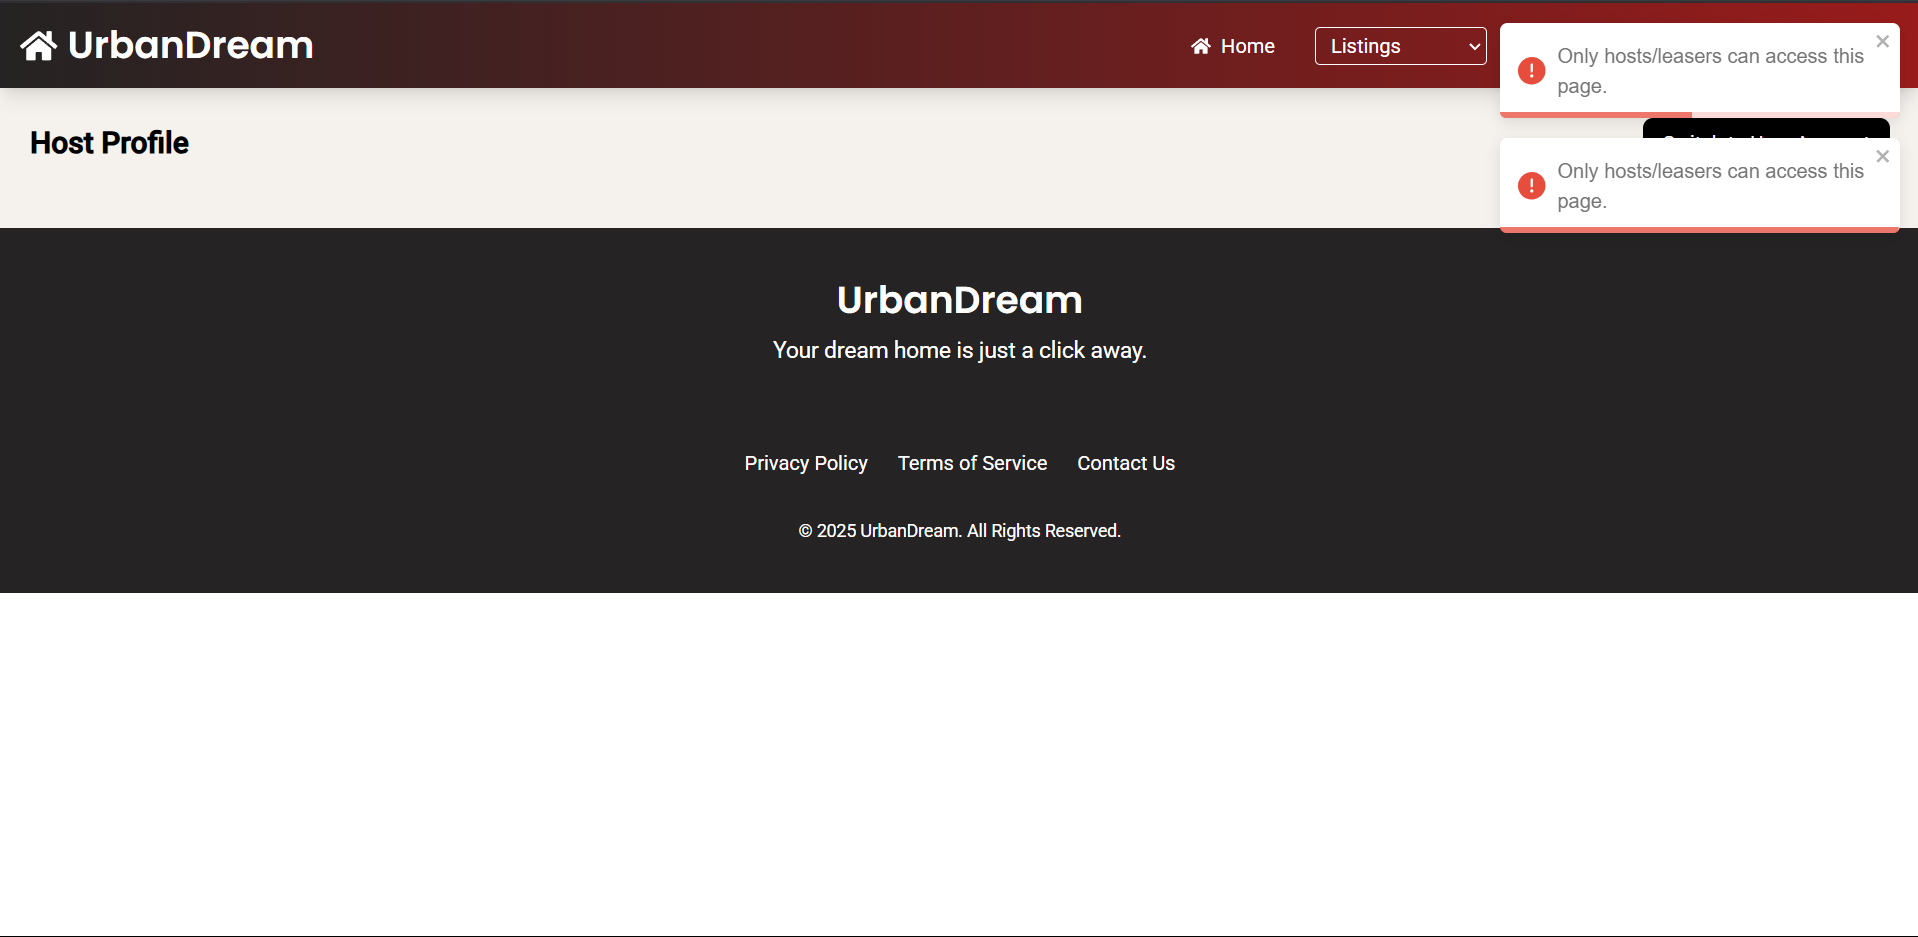 UrbanDream
Home
Listings
Only hosts/leasers can access this
page.
Host Profile
Only hosts/leasers can access this
page.
UrbanDream
Your dream home is just a click away.
Privacy Policy Terms of Service Contact Us
© 2025 UrbanDream. All Rights Reserved.